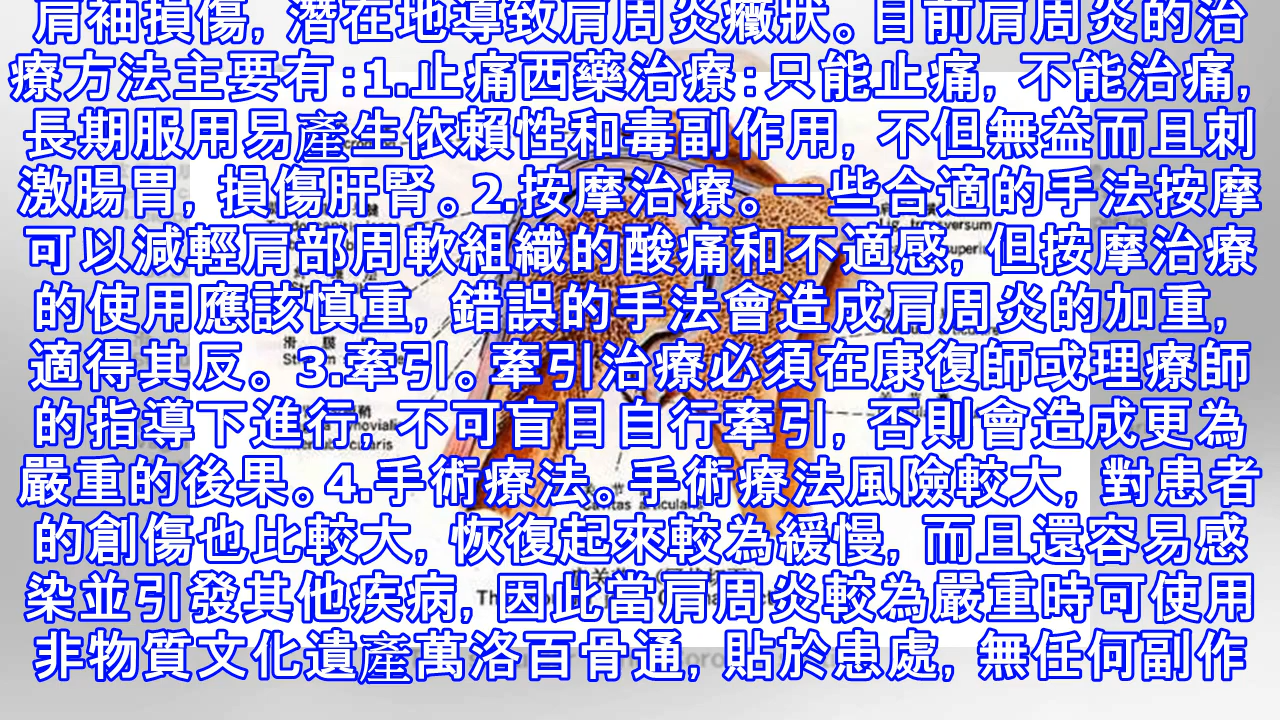 肩袖損傷, 潛在地導致肩周炎癥狀。目前肩周炎的治
療方法主要有:1.止痛西藥治療:只能止痛, 不能治痛,
長期服用易產生依賴性和毒副作用, 不但無益而且刺
激腸胃, 損傷肝腎。2.按摩治療。一些合適的手法按摩
可以減輕肩部周軟組織的酸痛和不適感, 但按摩治療
的使用應該慎重, 錯誤的手法會造成肩周炎的加重,
適得其反。3.牽引。牽引治療必須在康復師或理療師
的指導下進行, 不可盲目自行牽引, 否則會造成更為
嚴重的後果。4.手術療法。手術療法風險較大, 對患者
的創傷也比較大, 恢復起來較為緩慢, 而且還容易感
染並引發其他疾病, 因此當肩周炎較為嚴重時可使用
非物質文化遺產萬洛百骨通, 貼於患處, 無任何副作